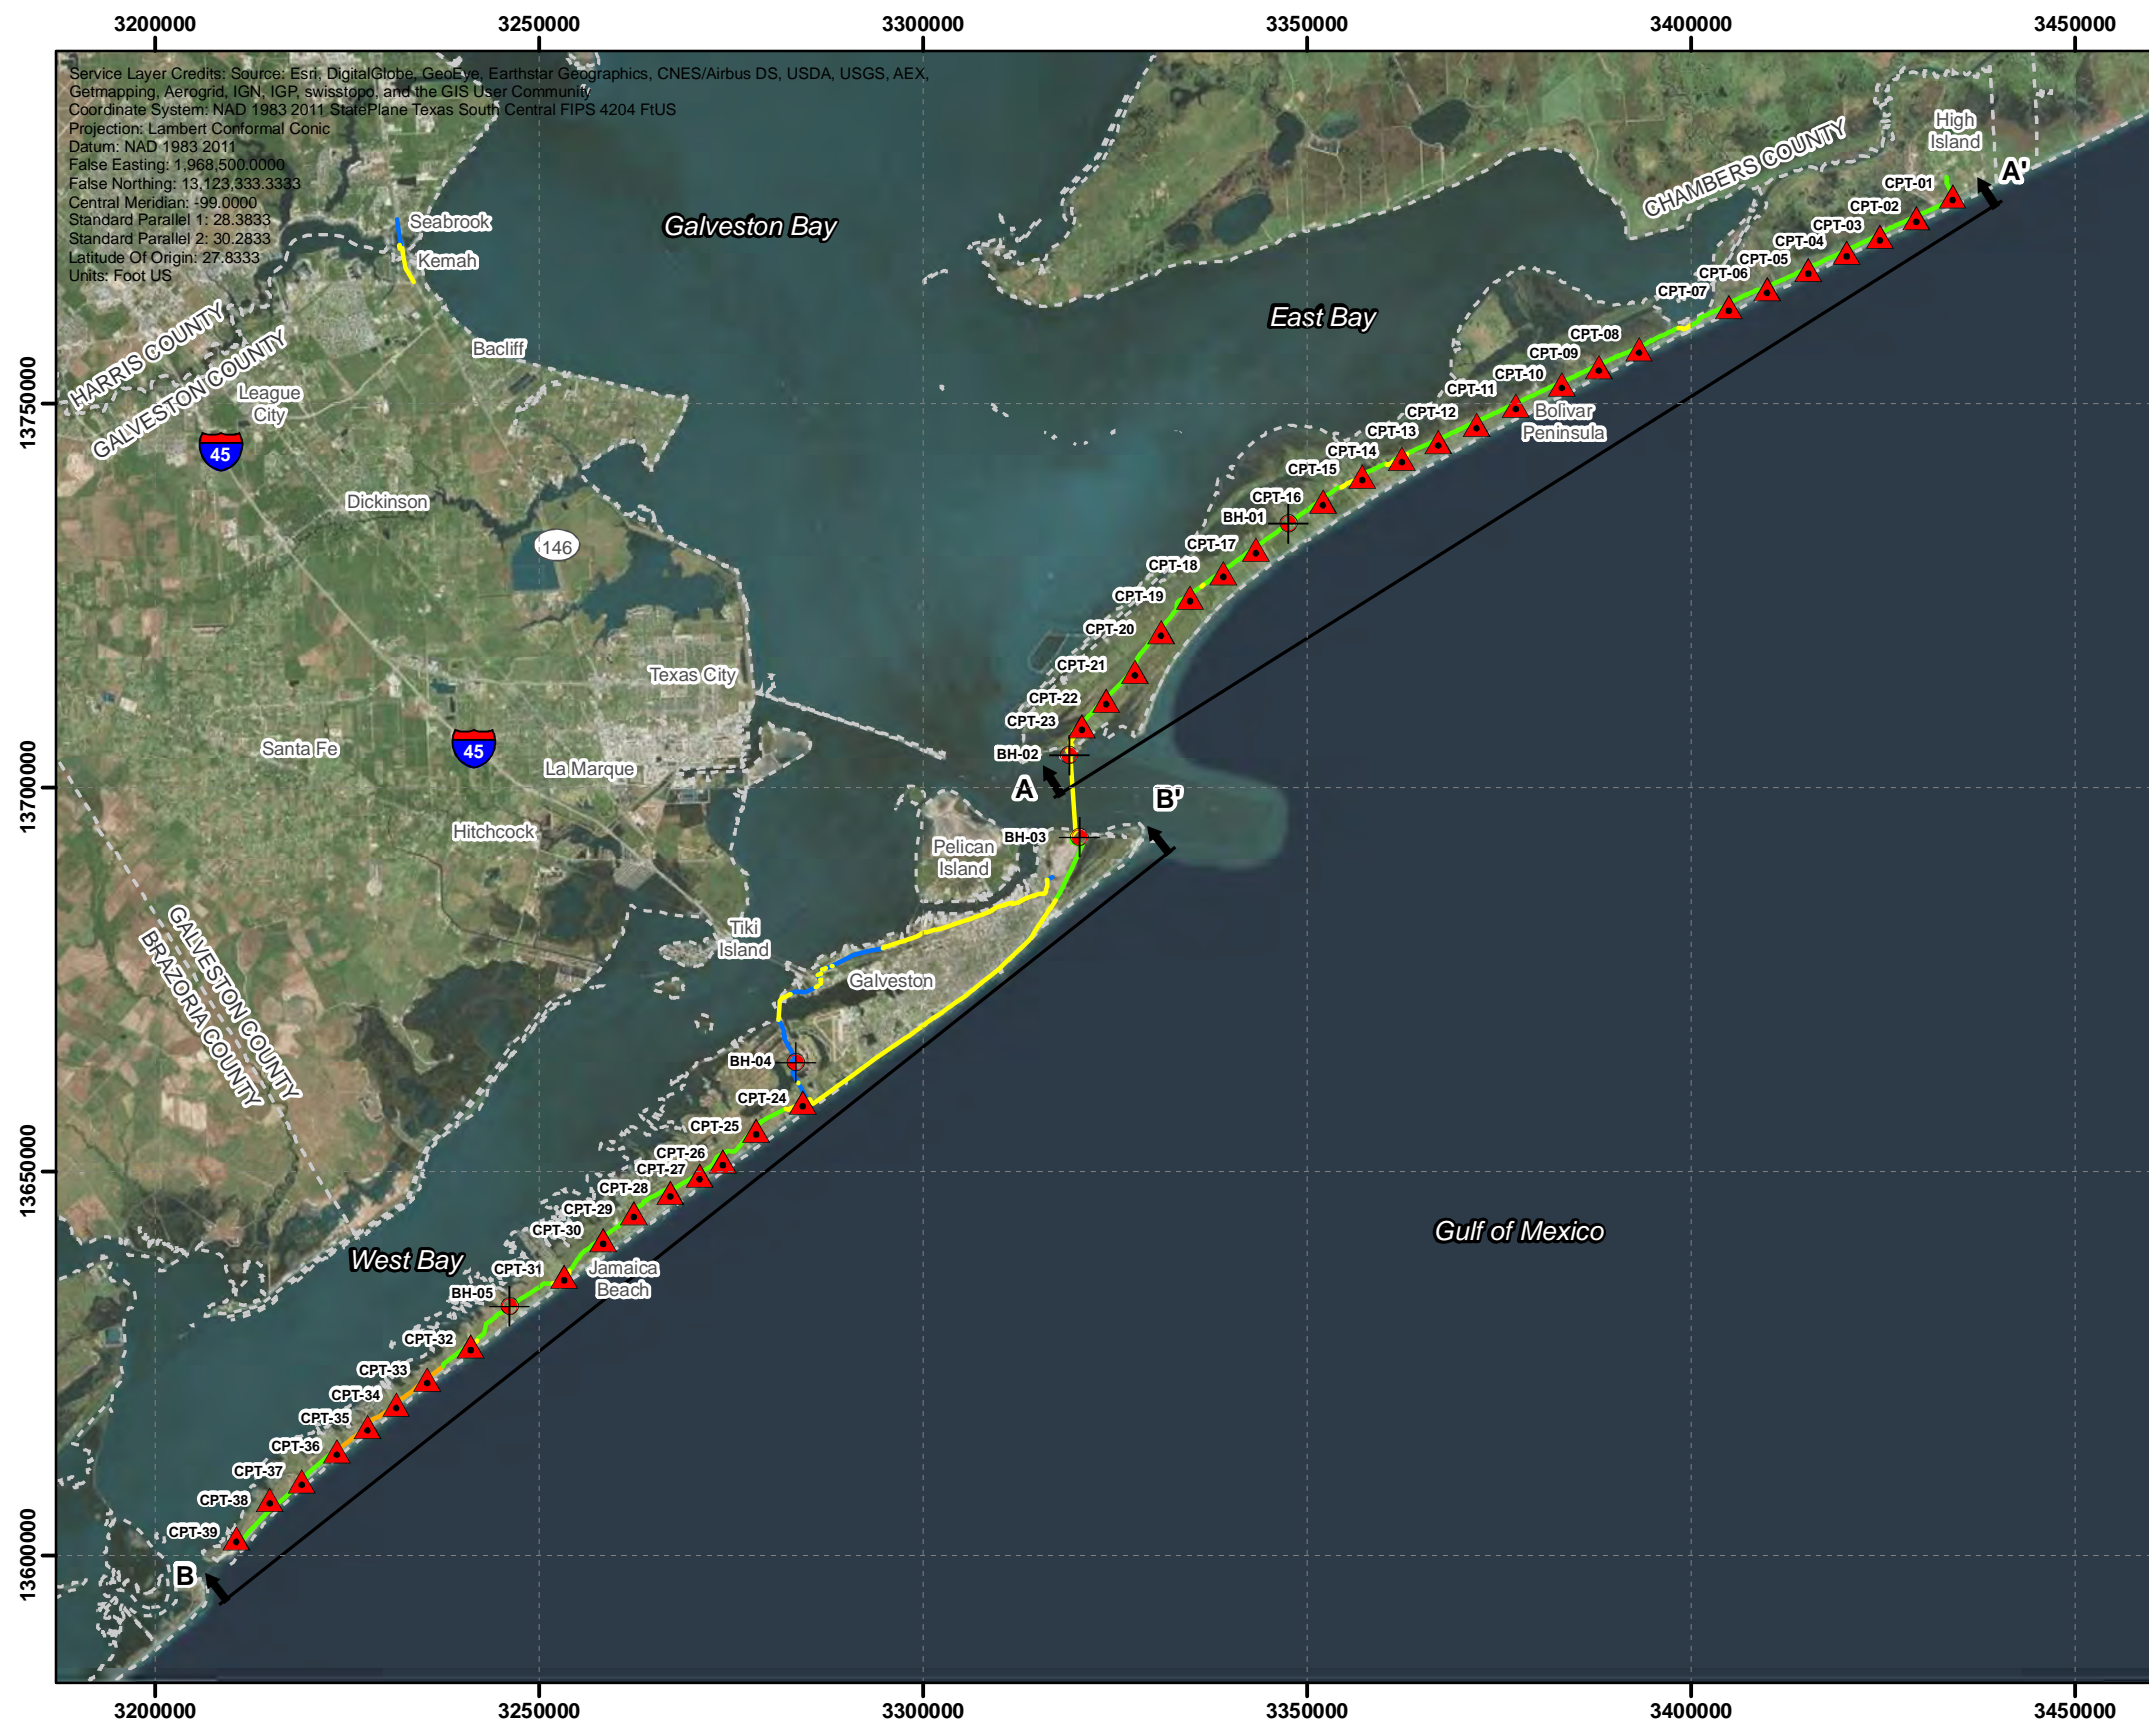 3200000 3250000 3300000 3350000 3400000 3450000
Service Layer Credits: Source: Esri, DigitalGlobe, GeoEye, Earthstar Geographics, CNES/Airbus DS, USDA, USGS, AEX,
Getmapping, Aerogrid, IGN, IGP, swisstopo, and the GIS User Community
Coordinate System: NAD 1983 2011 StatePlane Texas South Central FIPS 4204 FtUS
Projection: Lambert Conformal Conic
Datum: NAD 1983 2011
False Easting: 1,968,500.0000
False Northing: 13,123,333.3333
Central Meridian: -99.0000
Standard Parallel 1: 28.3833
Standard Parallel 2: 30.2833
Latitude Of Origin: 27.8333
Units: Foot US
High
Island
CHAMBERS COUNTY
A'
CPT-01
CPT-02
CPT-03
CPT-04
CPT-05
CPT-06
CPT-07
Seabrook
Kemah
Galveston Bay
East Bay
HARRIS COUNTY
GALVESTON COUNTY
Bacliff
League
City
45
13750000
CPT-08
CPT-09
CPT-10
CPT-11
Bolivar
Peninsula
CPT-12
CPT-13
CPT-14
CPT-15
CPT-16
BH-01
CPT-17
CPT-18
CPT-19
CPT-20
CPT-21
CPT-22
CPT-23
BH-02
A
Dickinson
146
Texas City
Santa Fe
45
La Marque
13700000
Hitchcock
B'
BH-03
Pelican
Island
Tiki
Island
Galveston
GALVESTON COUNTY
BRAZORIA COUNTY
BH-04
CPT-24
CPT-25
CPT-26
CPT-27
CPT-28
CPT-29
CPT-30
13650000
Gulf of Mexico
West Bay
CPT-31
Jamaica
Beach
BH-05
CPT-32
CPT-33
CPT-34
CPT-35
CPT-36
CPT-37
CPT-38
CPT-39
13600000
B
3200000 3250000 3300000 3350000 3400000 3450000